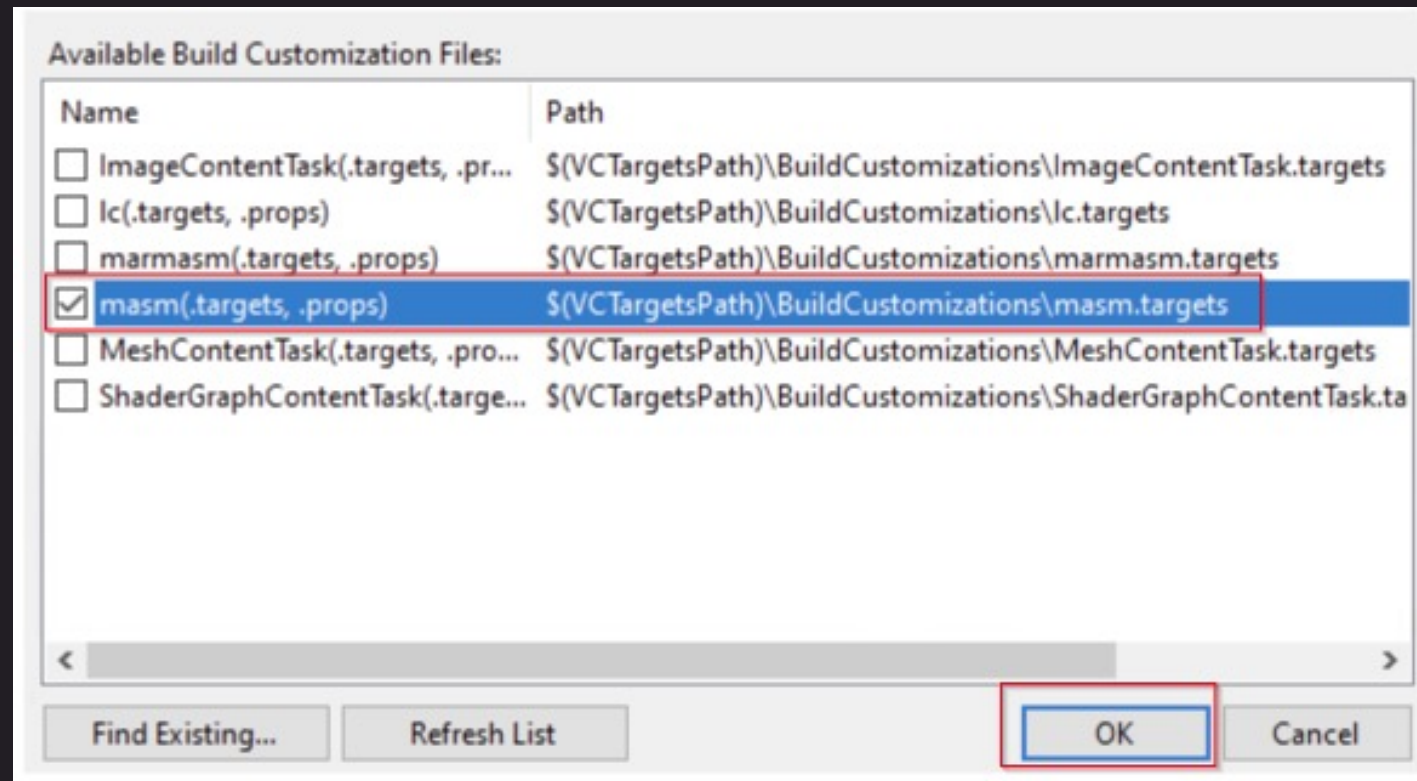 Available Build Customization Files:
Name Path
ImageContentTask(.targets, .pr... $(VCTargetsPath)\BuildCustomizations\ImageContentTask.targets
lc(.targets, .props) $(VCTargetsPath)\BuildCustomizations\lc.targets
marmasm(.targets, .props) $(VCTargetsPath)\BuildCustomizations\marmasm.targets
masm(.targets, .props) $(VCTargetsPath)\BuildCustomizations\masm.targets
MeshContentTask(.targets, .pro... $(VCTargetsPath)\BuildCustomizations\MeshContentTask.targets
ShaderGraphContentTask(.targe... $(VCTargetsPath)\BuildCustomizations\ShaderGraphContentTask.ta
Find Existing... Refresh List OK Cancel